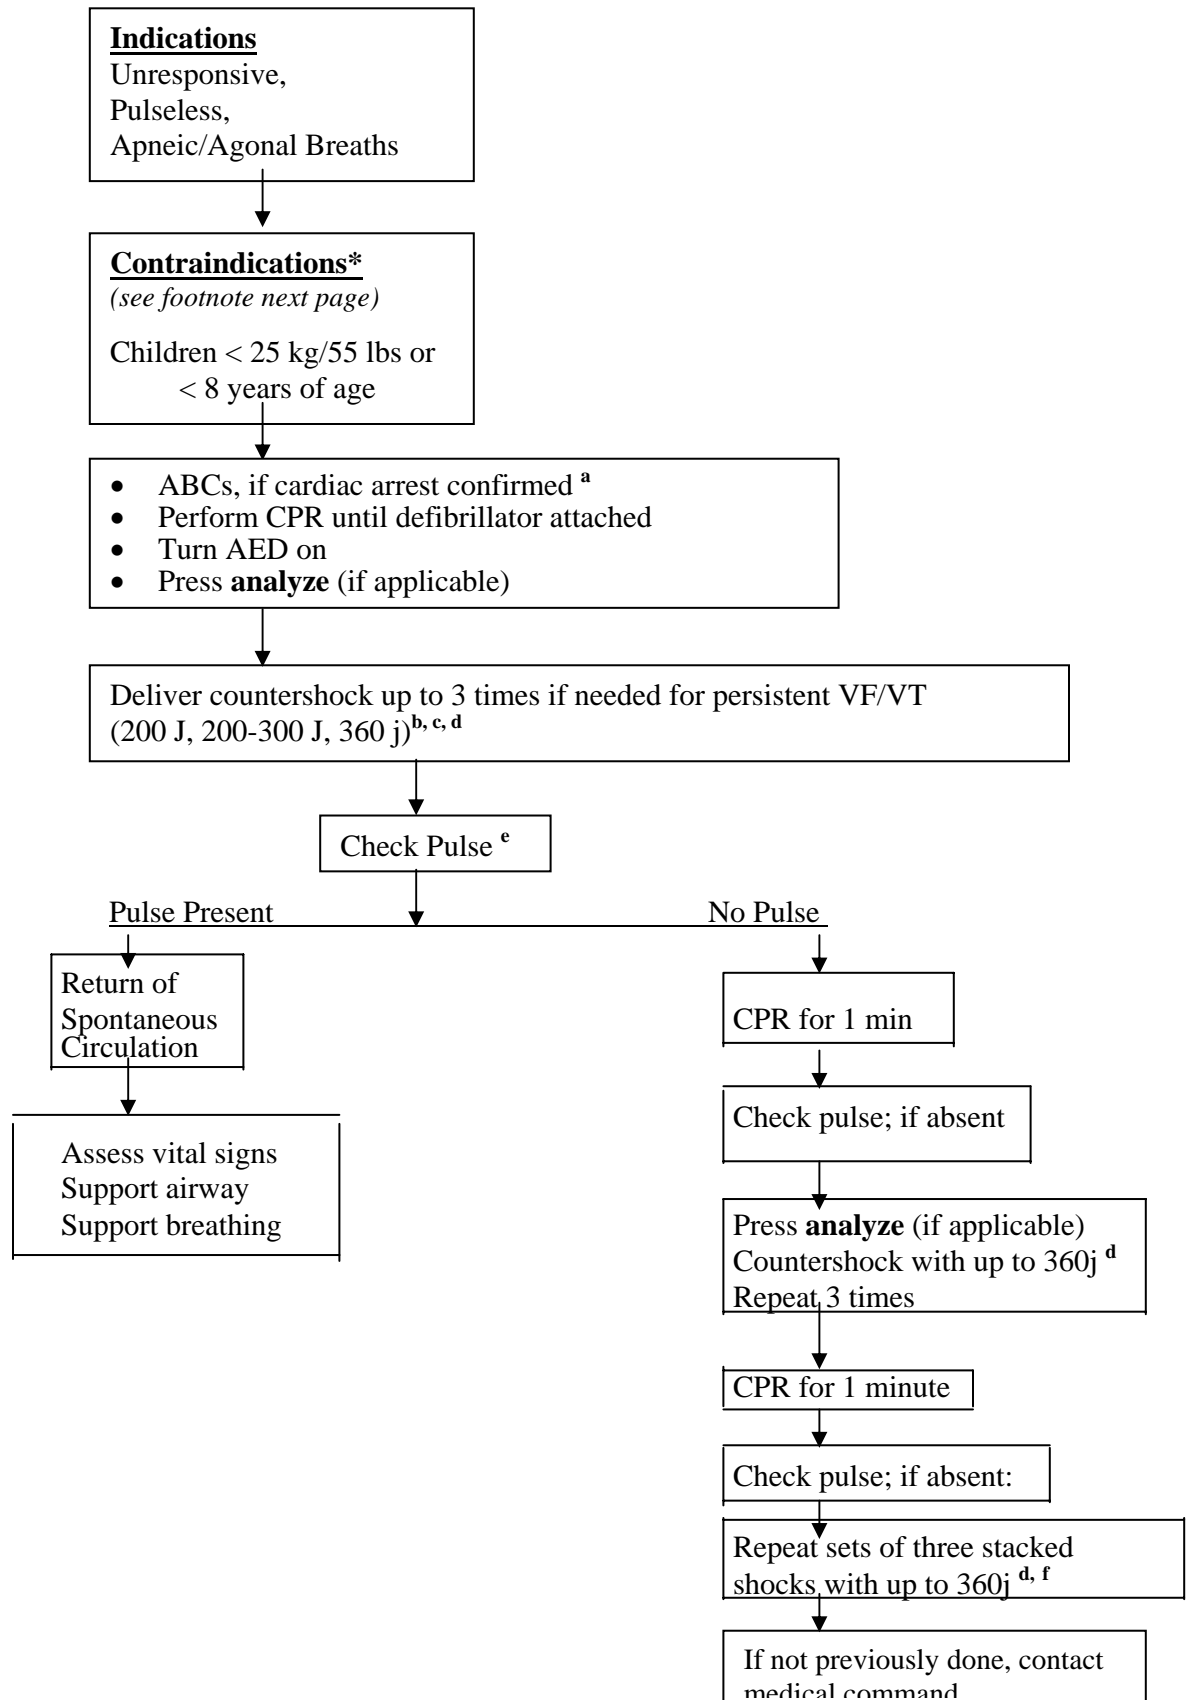 Indications
Unresponsive,
Pulseless,
Apneic/Agonal Breaths
Contraindications*
(see footnote next page)
Children < 25 kg/55 lbs or
< 8 years of age
• ABCs, if cardiac arrest confirmed a
• Perform CPR until defibrillator attached
• Turn AED on
• Press analyze (if applicable)
Deliver countershock up to 3 times if needed for persistent VF/VT
(200 J, 200-300 J, 360 j)b, c, d
Check Pulse e
Pulse Present
No Pulse
Return of
Spontaneous
Circulation
Assess vital signs
Support airway
Support breathing
CPR for 1 min
Check pulse; if absent
Press analyze (if applicable)
Countershock with up to 360j d
Repeat 3 times
CPR for 1 minute
Check pulse; if absent:
Repeat sets of three stacked
shocks with up to 360j d, f
If not previously done, contact
medical command